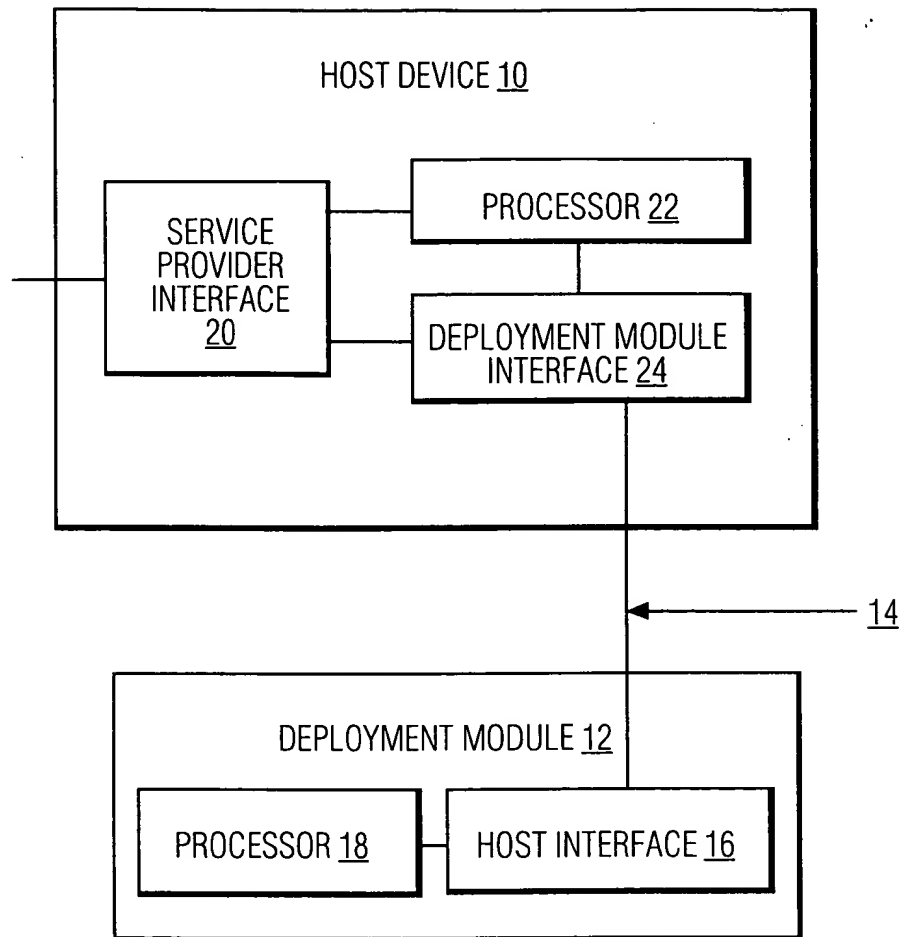 HOST DEVICE 10
PROCESSOR 22
SERVICE
PROVIDER
INTERFACE
20
DEPLOYMENT MODULE
INTERFACE 24
14
DEPLOYMENT MODULE 12
PROCESSOR 18
HOST INTERFACE 16